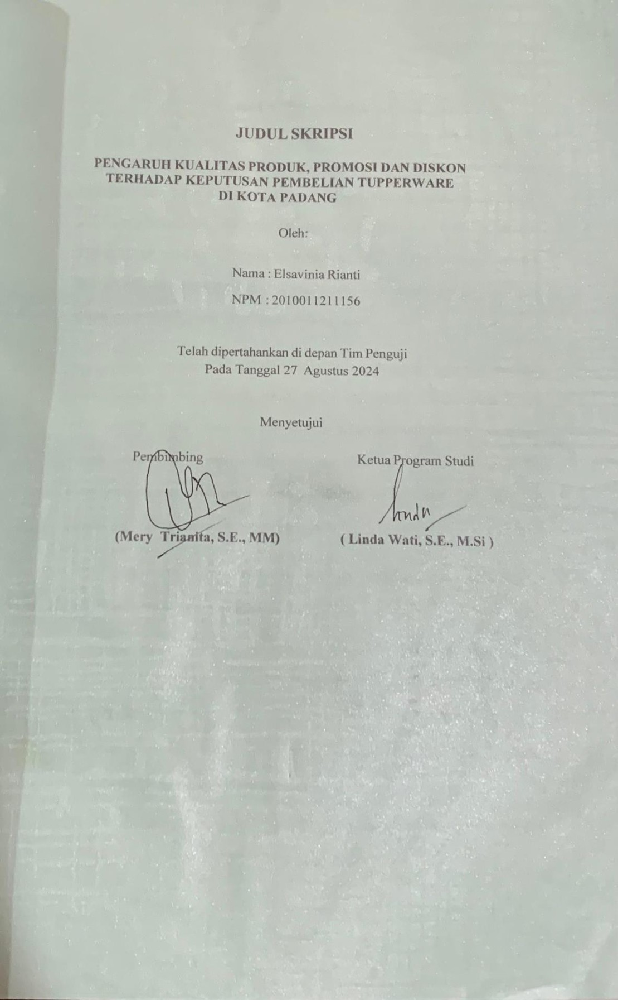 JUDUL SKRIPSI
PENGARUH KUALITAS PRODUK, PROMOSI DAN DISKON
TERHADAP KEPUTUSAN PEMBELIAN TUPPERWARE
DI KOTA PADANG
Oleh:
Nama : Elsavinia Rianti
NPM : 2010011211156
Telah dipertahankan di depan Tim Penguji
Pada Tanggal 27 Agustus 2024
Menyetujui
Pembimbing
Ketua Program Studi
(Mery Trianita, S.E., MM)
( Linda Wati, S.E., M.Si )